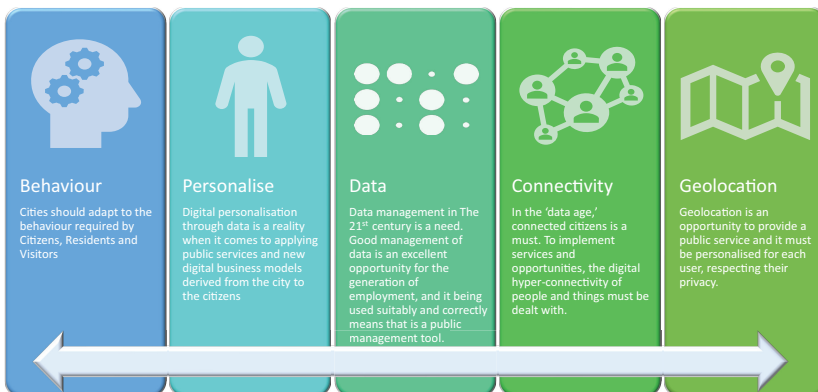 Behaviour
Cities should adapt to the
behaviour required by
Citizens, Residents and
Visitors
Personalise
Digital personalisation
through data is a reality
when it comes to applying
public services and new
digital business models
derived from the city to
the citizens
Data
Data management in The
21st century is a need.
Good management of
data is an excellent
opportunity for the
generation of
employment, and it being
used suitably and correctly
means that is a public
management tool.
Connectivity
In the ‘data age,’
connected citizens is a
must. To implement
services and
opportunities, the digital
hyper-connectivity of
people and things must be
dealt with.
Geolocation
Geolocation is an
opportunity to provide a
public service and it must
be personalised for each
user, respecting their
privacy.